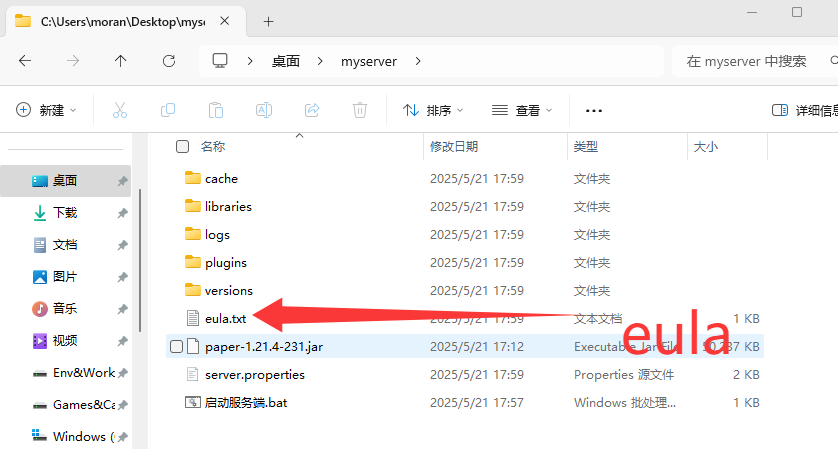 C:\Users\moran\Desktop\myse
桌面 myserver 在 myserver 中搜索
新建 排序 查看 详细信息
名称 修改日期 类型 大小
桌面
下载
文档
图片
音乐
视频
Env&Work
Games&Ca
Windows (
cache 2025/5/21 17:59 文件夹
libraries 2025/5/21 17:59 文件夹
logs 2025/5/21 17:59 文件夹
plugins 2025/5/21 17:59 文件夹
versions 2025/5/21 17:59 文件夹
eula.txt 文本文档 1 KB
paper-1.21.4-231.jar 2025/5/21 17:12 Executable Jar File KB
server.properties 2025/5/21 17:59 Properties 源文件 2 KB
启动服务端.bat 2025/5/21 17:57 Windows 批处理... 1 KB
eula